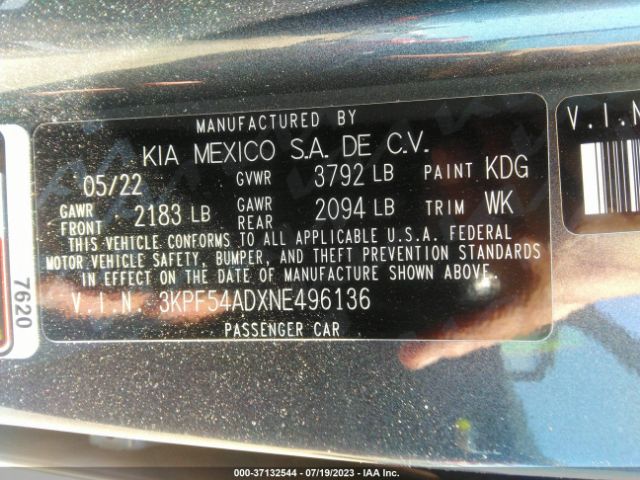 MANUFACTURED BY
KIA MEXICO S.A. DE C.V.
05/22 GVWR 3792 LB PAINT KDG
GAWR FRONT 2183 LB GAWR REAR 2094 LB TRIM WK
THIS VEHICLE CONFORMS TO ALL APPLICABLE U.S.A. FEDERAL
MOTOR VEHICLE SAFETY, BUMPER, AND THEFT PREVENTION STANDARDS
IN EFFECT ON THE DATE OF MANUFACTURE SHOWN ABOVE.
V.I.N. 3KPF54ADXNE496136
PASSENGER CAR
V.I.N
7620
000-37132544 - 07/19/2023 - IAA Inc.